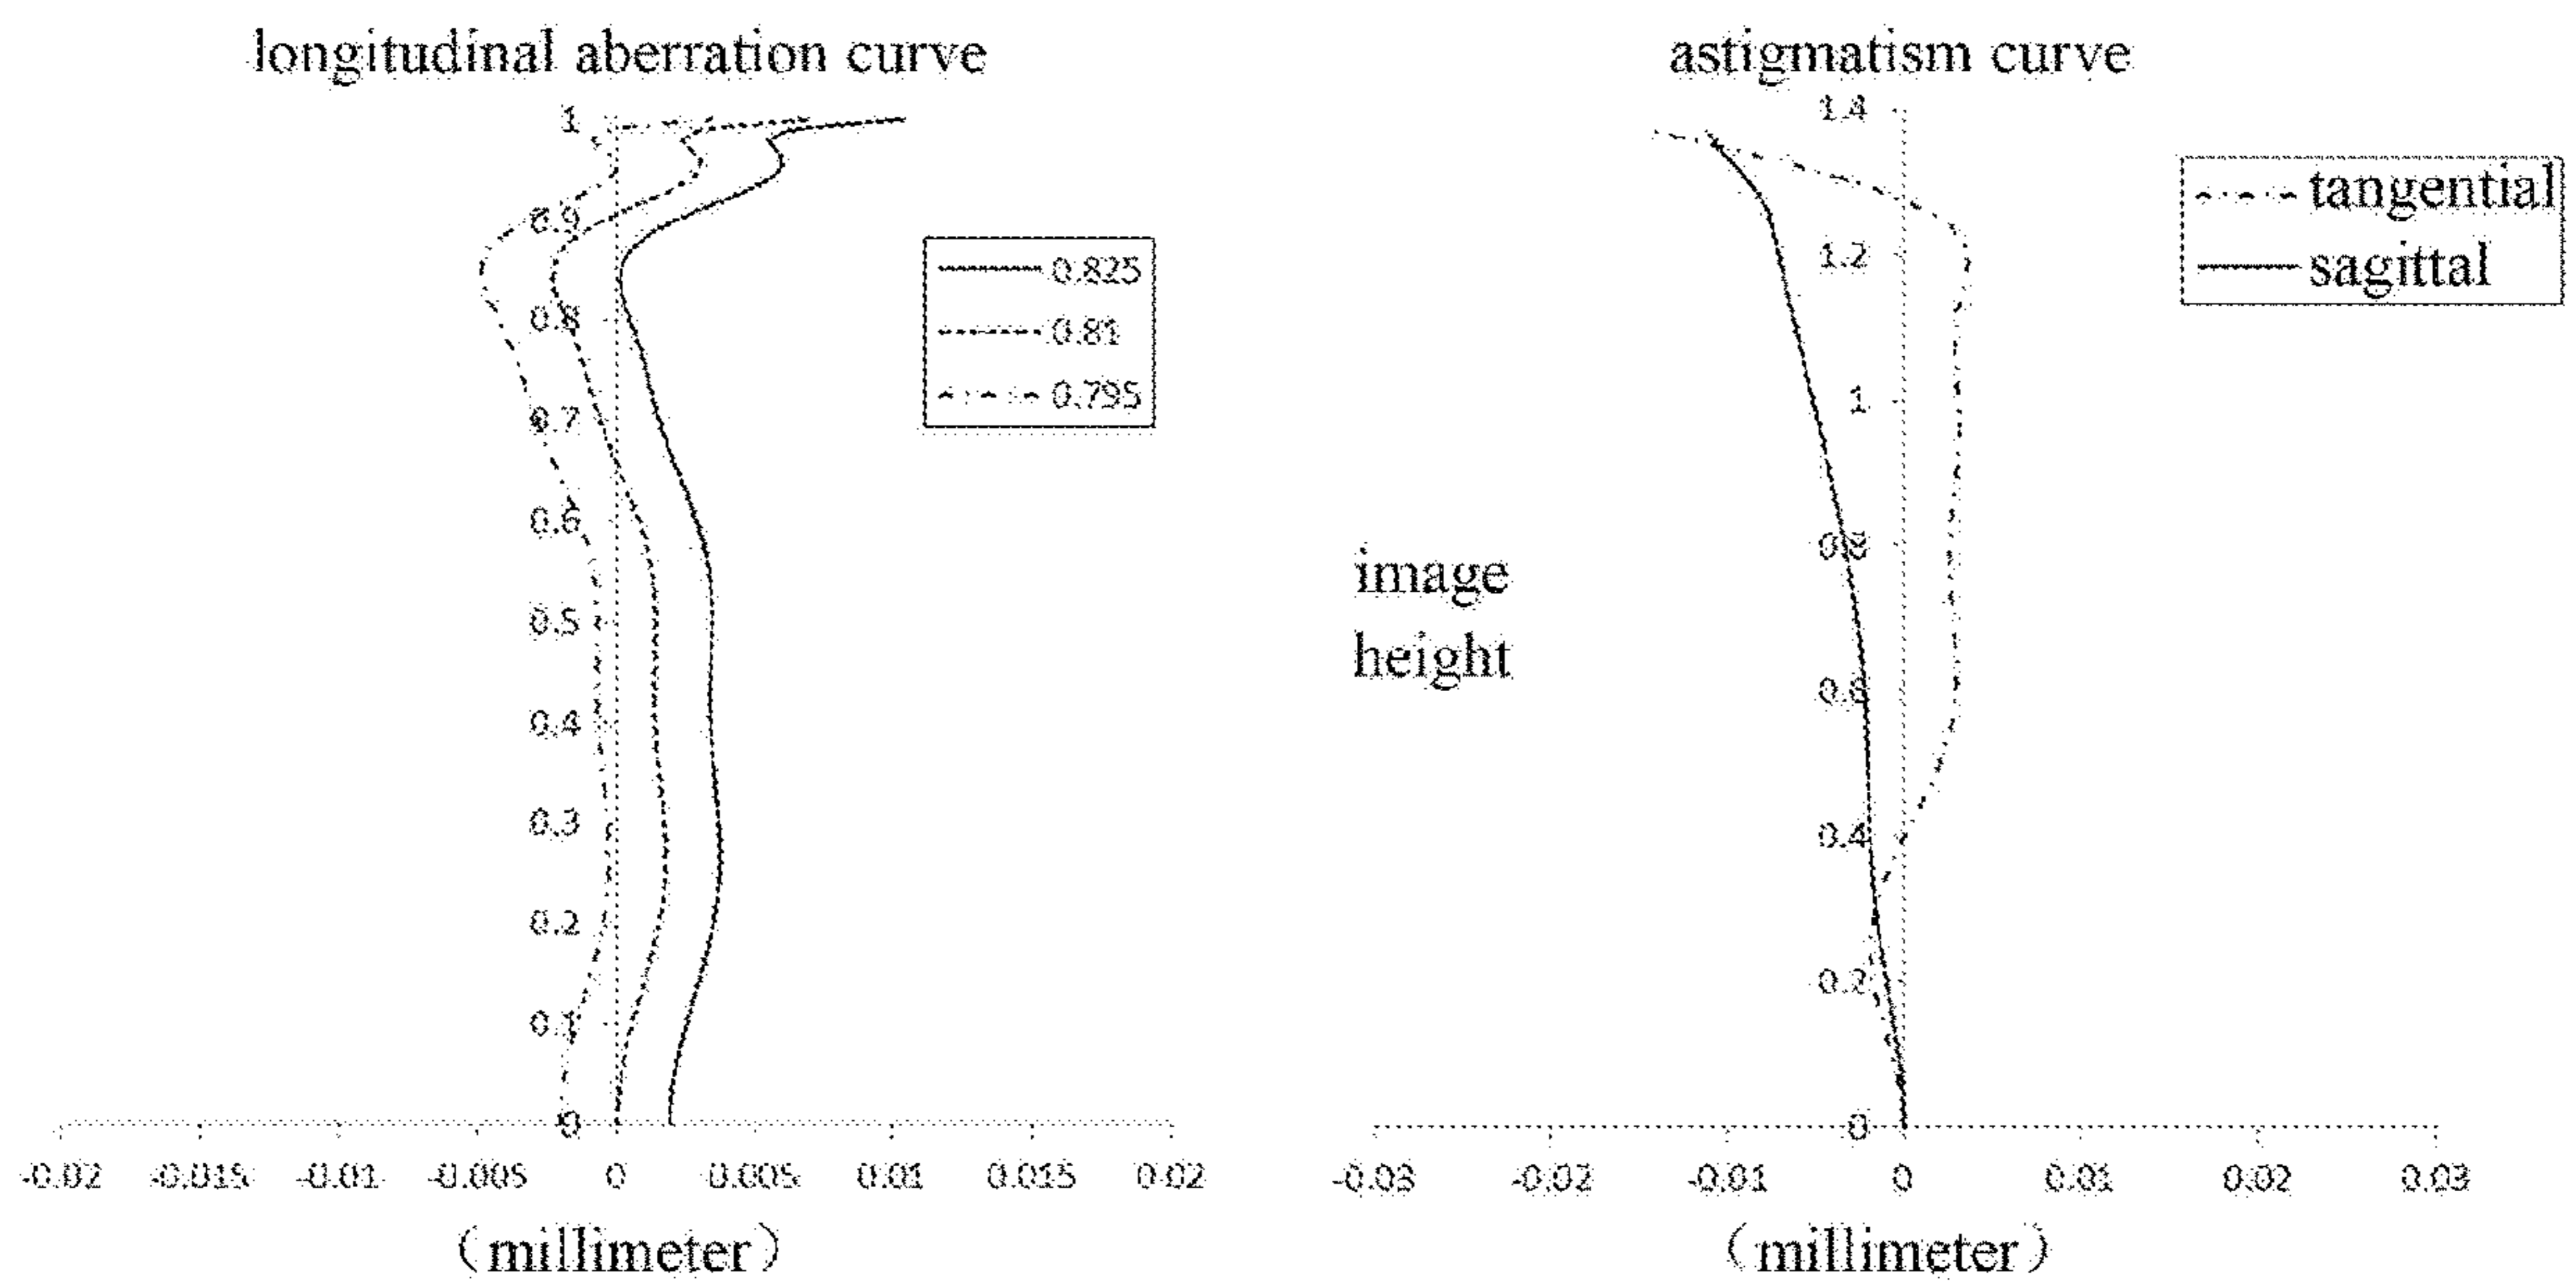 longitudinal aberration curve
1
0.9
0.8
0.7
0.6
0.5
0.4
0.3
0.2
0.1
0
-0.02 -0.015 -0.01 -0.005 0 0.005 0.01 0.015 0.02
(millimeter)
0.825
0.81
0.795
astigmatism curve
1.4
1.2
1
0.8
0.6
0.4
0.2
0
image
height
-0.03 -0.02 -0.01 0 0.01 0.02 0.03
(millimeter)
tangential
sagittal